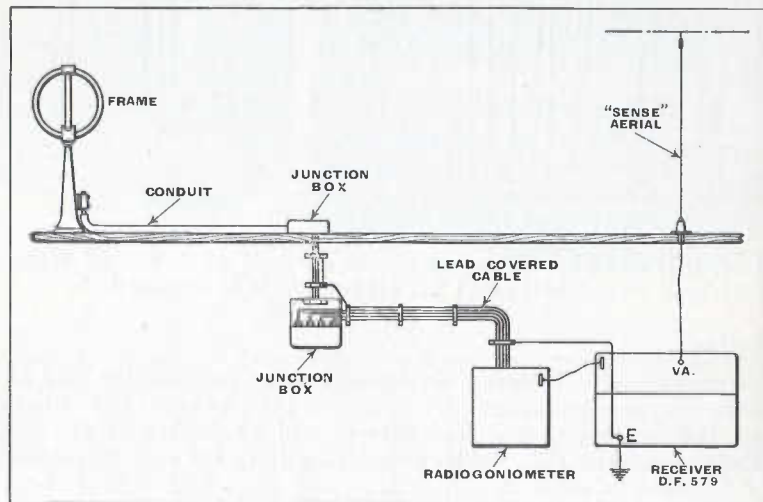 FRAME
"SENSE"
AERIAL
CONDUIT
JUNCTION
BOX
LEAD COVERED
CABLE
JUNCTION
BOX
VA.
E
RADIOGONIOMETER
RECEIVER
D.F. 579